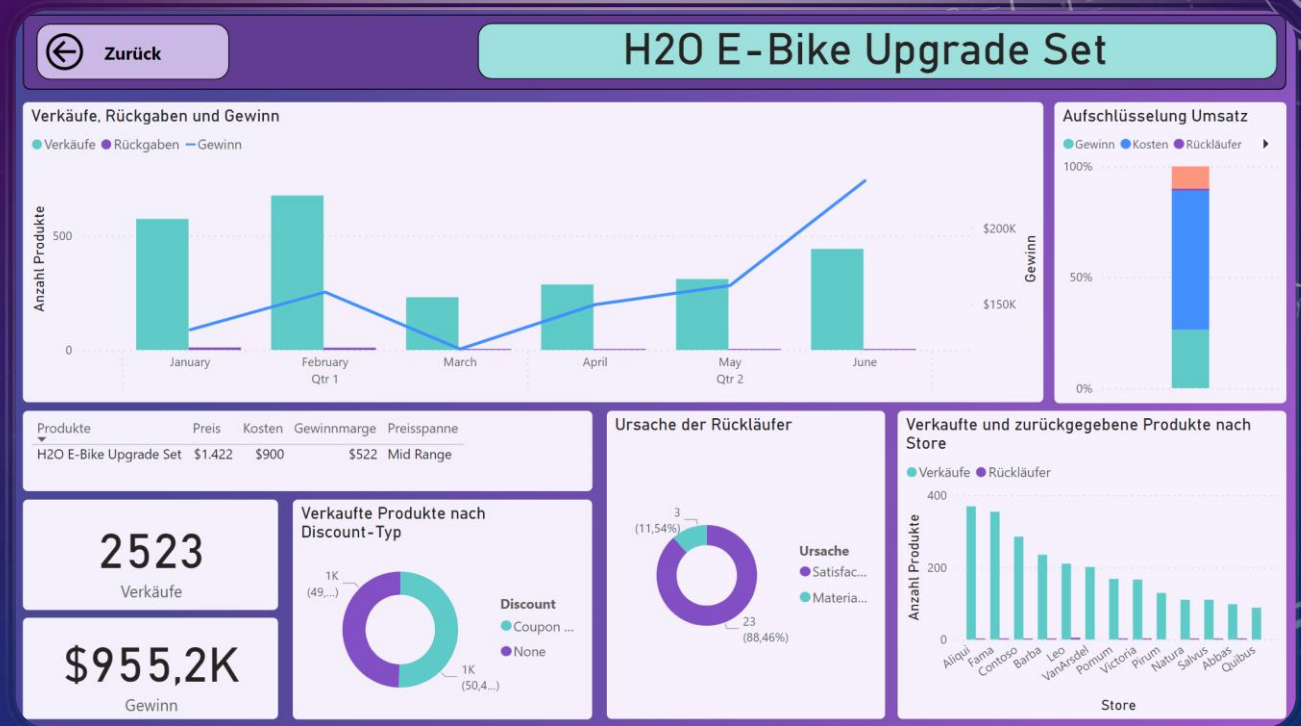 Zurück
H2O E-Bike Upgrade Set
Verkäufe, Rückgaben und Gewinn
Verkäufe Rückgaben Gewinn
Anzahl Produkte
500
0
$200K
$150K
Gewinn
January February March April May June
Qtr 1 Qtr 2
Aufschlüsselung Umsatz
Gewinn Kosten Rückläufer
100%
50%
0%
Produkte Preis Kosten Gewinnmarge Preisspanne
H2O E-Bike Upgrade Set $1.422 $900 $522 Mid Range
2523
Verkäufe
$955,2K
Gewinn
Verkaufte Produkte nach
Discount-Typ
1K
(49,...)
1K
(50,4...)
Discount
Coupon ...
None
Ursache der Rückläufer
3
(11,54%)
23
(88,46%)
Ursache
Satisfac...
Materia...
Verkaufte und zurückgegebene Produkte nach
Store
Verkäufe Rückläufer
Anzahl Produkte
400
200
0
Aliqui Fama Contoso Barba Leo VanArsdel Pomum Victoria Pirum Natura Salvus Abbas Quibus
Store